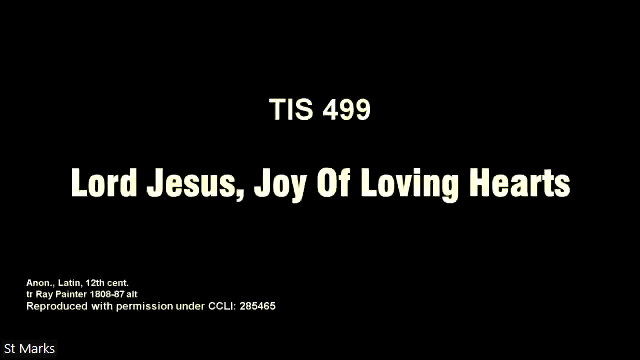 TIS 499
Lord Jesus, Joy Of Loving Hearts
Anon., Latin, 12th cent.
tr Ray Painter 1808-87 alt
Reproduced with permission under CCLI: 285465
St Marks